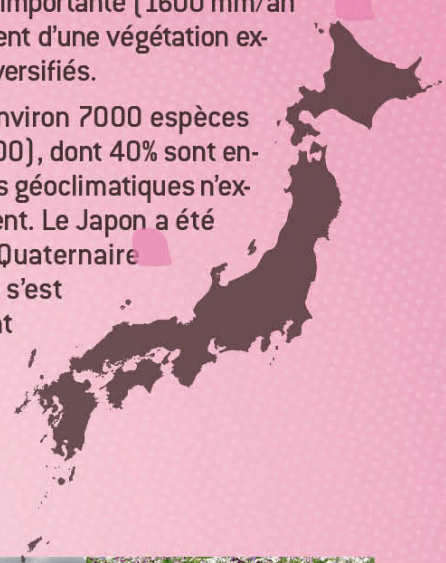 importante (1600 mm/an
ent d'une végétation ex-
versifiés.
nviron 7000 espèces
00), dont 40% sont en-
s géoclimatiques n'ex-
ent. Le Japon a été
Quaternaire
s'est
t